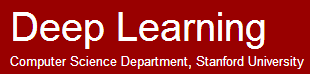 Deep Learning
Computer Science Department, Stanford University